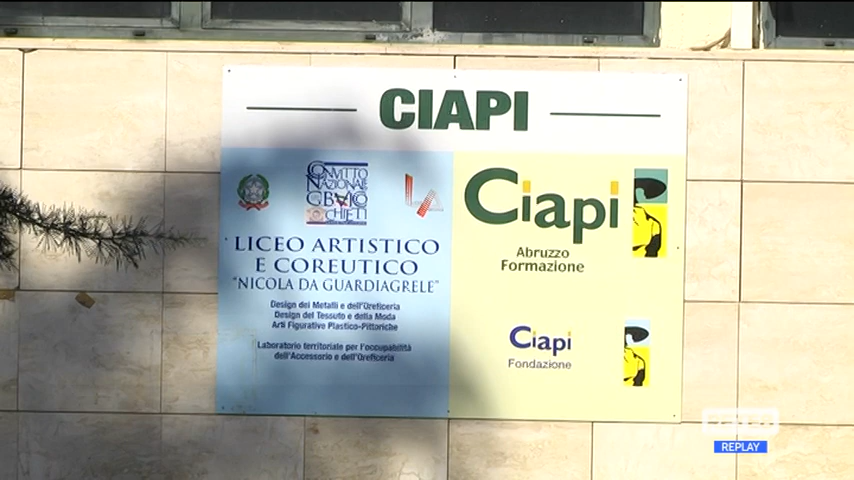 CIAPI
CONVITTO
NAZIONALE
G.B. VICO
CHIETI
LA
LICEO ARTISTICO
E COREUTICO
"NICOLA DA GUARDIAGRELE"
Design dei Metalli e dell'Oreficeria
Design del Tessuto e della Moda
Arti Figurative Plastico-Pittoriche
Laboratorio territoriale per l'occupabilità
dell'Accessorio e dell'Oreficeria
Ciapi
Abruzzo
Formazione
Ciapi
Fondazione
REPLAY